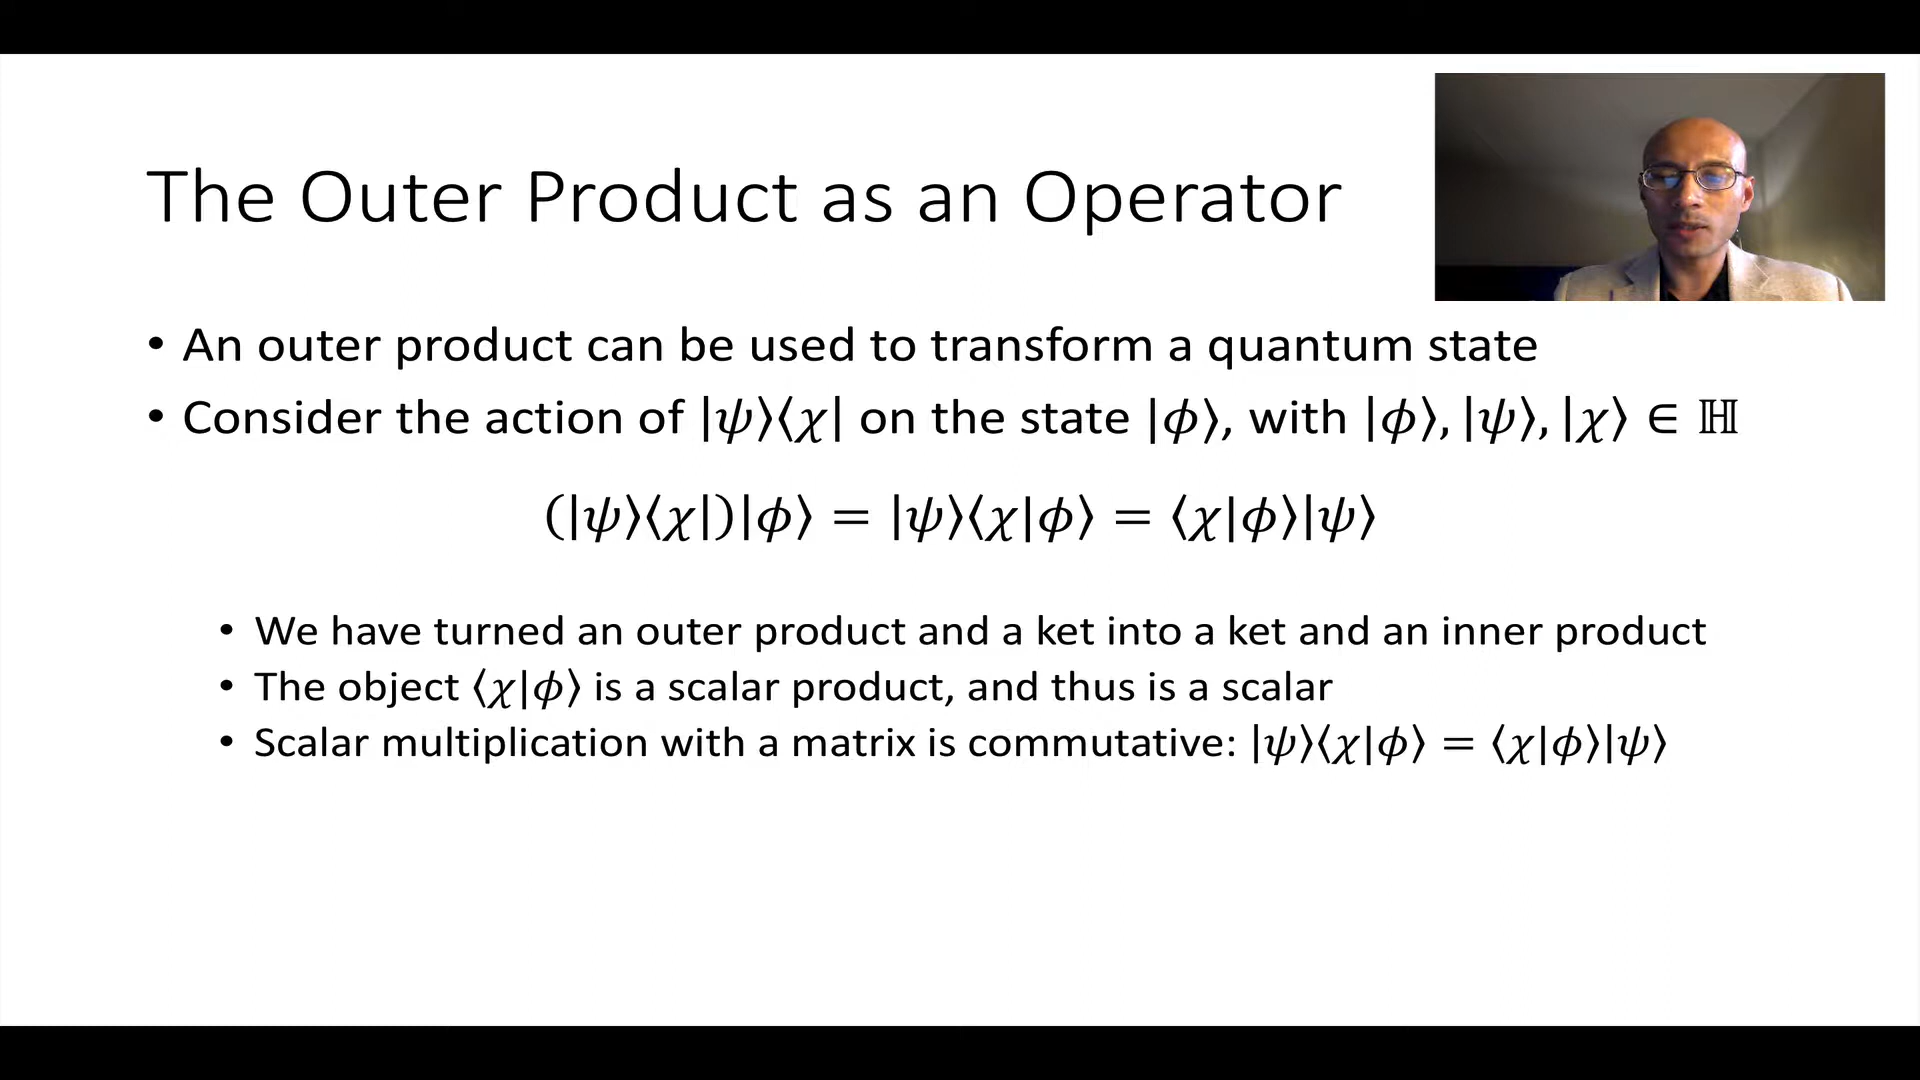 The Outer Product as an Operator
• An outer product can be used to transform a quantum state
• Consider the action of |ψ⟩⟨χ| on the state |ϕ⟩, with |ϕ⟩, |ψ⟩, |χ⟩ ∈ ℍ
(|ψ⟩⟨χ|)|ϕ⟩ = |ψ⟩⟨χ|ϕ⟩ = ⟨χ|ϕ⟩|ψ⟩
• We have turned an outer product and a ket into a ket and an inner product
• The object ⟨χ|ϕ⟩ is a scalar product, and thus is a scalar
• Scalar multiplication with a matrix is commutative: |ψ⟩⟨χ|ϕ⟩ = ⟨χ|ϕ⟩|ψ⟩